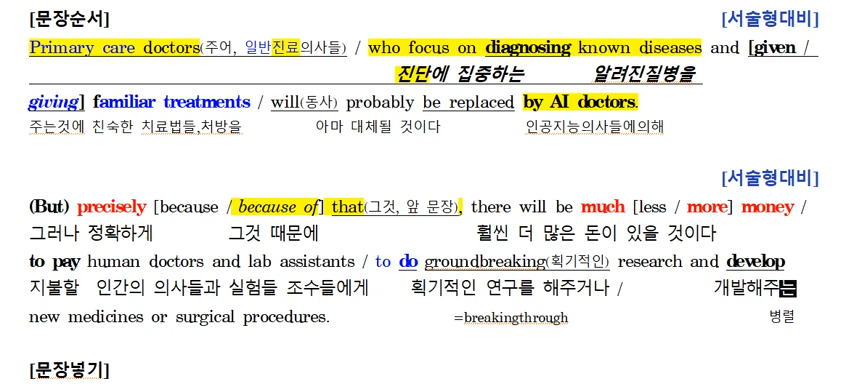 [문장순서] [서술형대비]
Primary care doctors(주어, 일반진료의사들) / who focus on diagnosing known diseases and [given /
진단에 집중하는 알려진질병을
giving] familiar treatments / will(동사) probably be replaced by AI doctors.
주는것에 친숙한 치료법들,처방을 아마 대체될 것이다 인공지능의사들에의해
[서술형대비]
(But) precisely [because / because of] that(그것, 앞 문장), there will be much [less / more] money /
그러나 정확하게 그것 때문에 훨씬 더 많은 돈이 있을 것이다
to pay human doctors and lab assistants / to do groundbreaking(획기적인) research and develop
지불할 인간의 의사들과 실험들 조수들에게 획기적인 연구를 해주거나 / 개발해주는
new medicines or surgical procedures. =breakingthrough 병렬
[문장넣기]